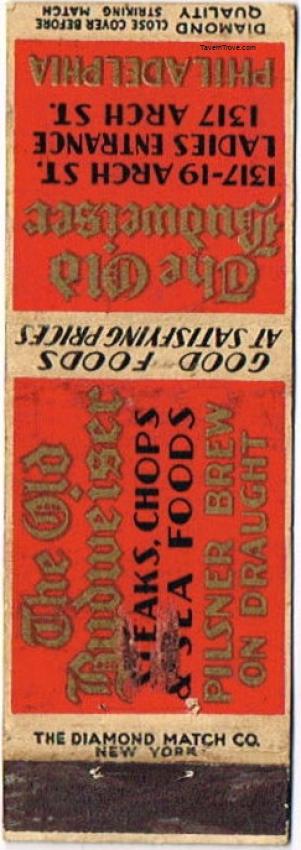 DIAMOND QUALITY
CLOSE COVER BEFORE STRIKING MATCH
TavernTrove.com
The Old
Budweiser
1317-19 ARCH ST.
LADIES ENTRANCE
1317 ARCH ST.
PHILADELPHIA
GOOD FOODS
AT SATISFYING PRICES
The Old
Budweiser
STEAKS, CHOPS
& SEA FOODS
PILSNER BREW
ON DRAUGHT
THE DIAMOND MATCH CO.
NEW YORK